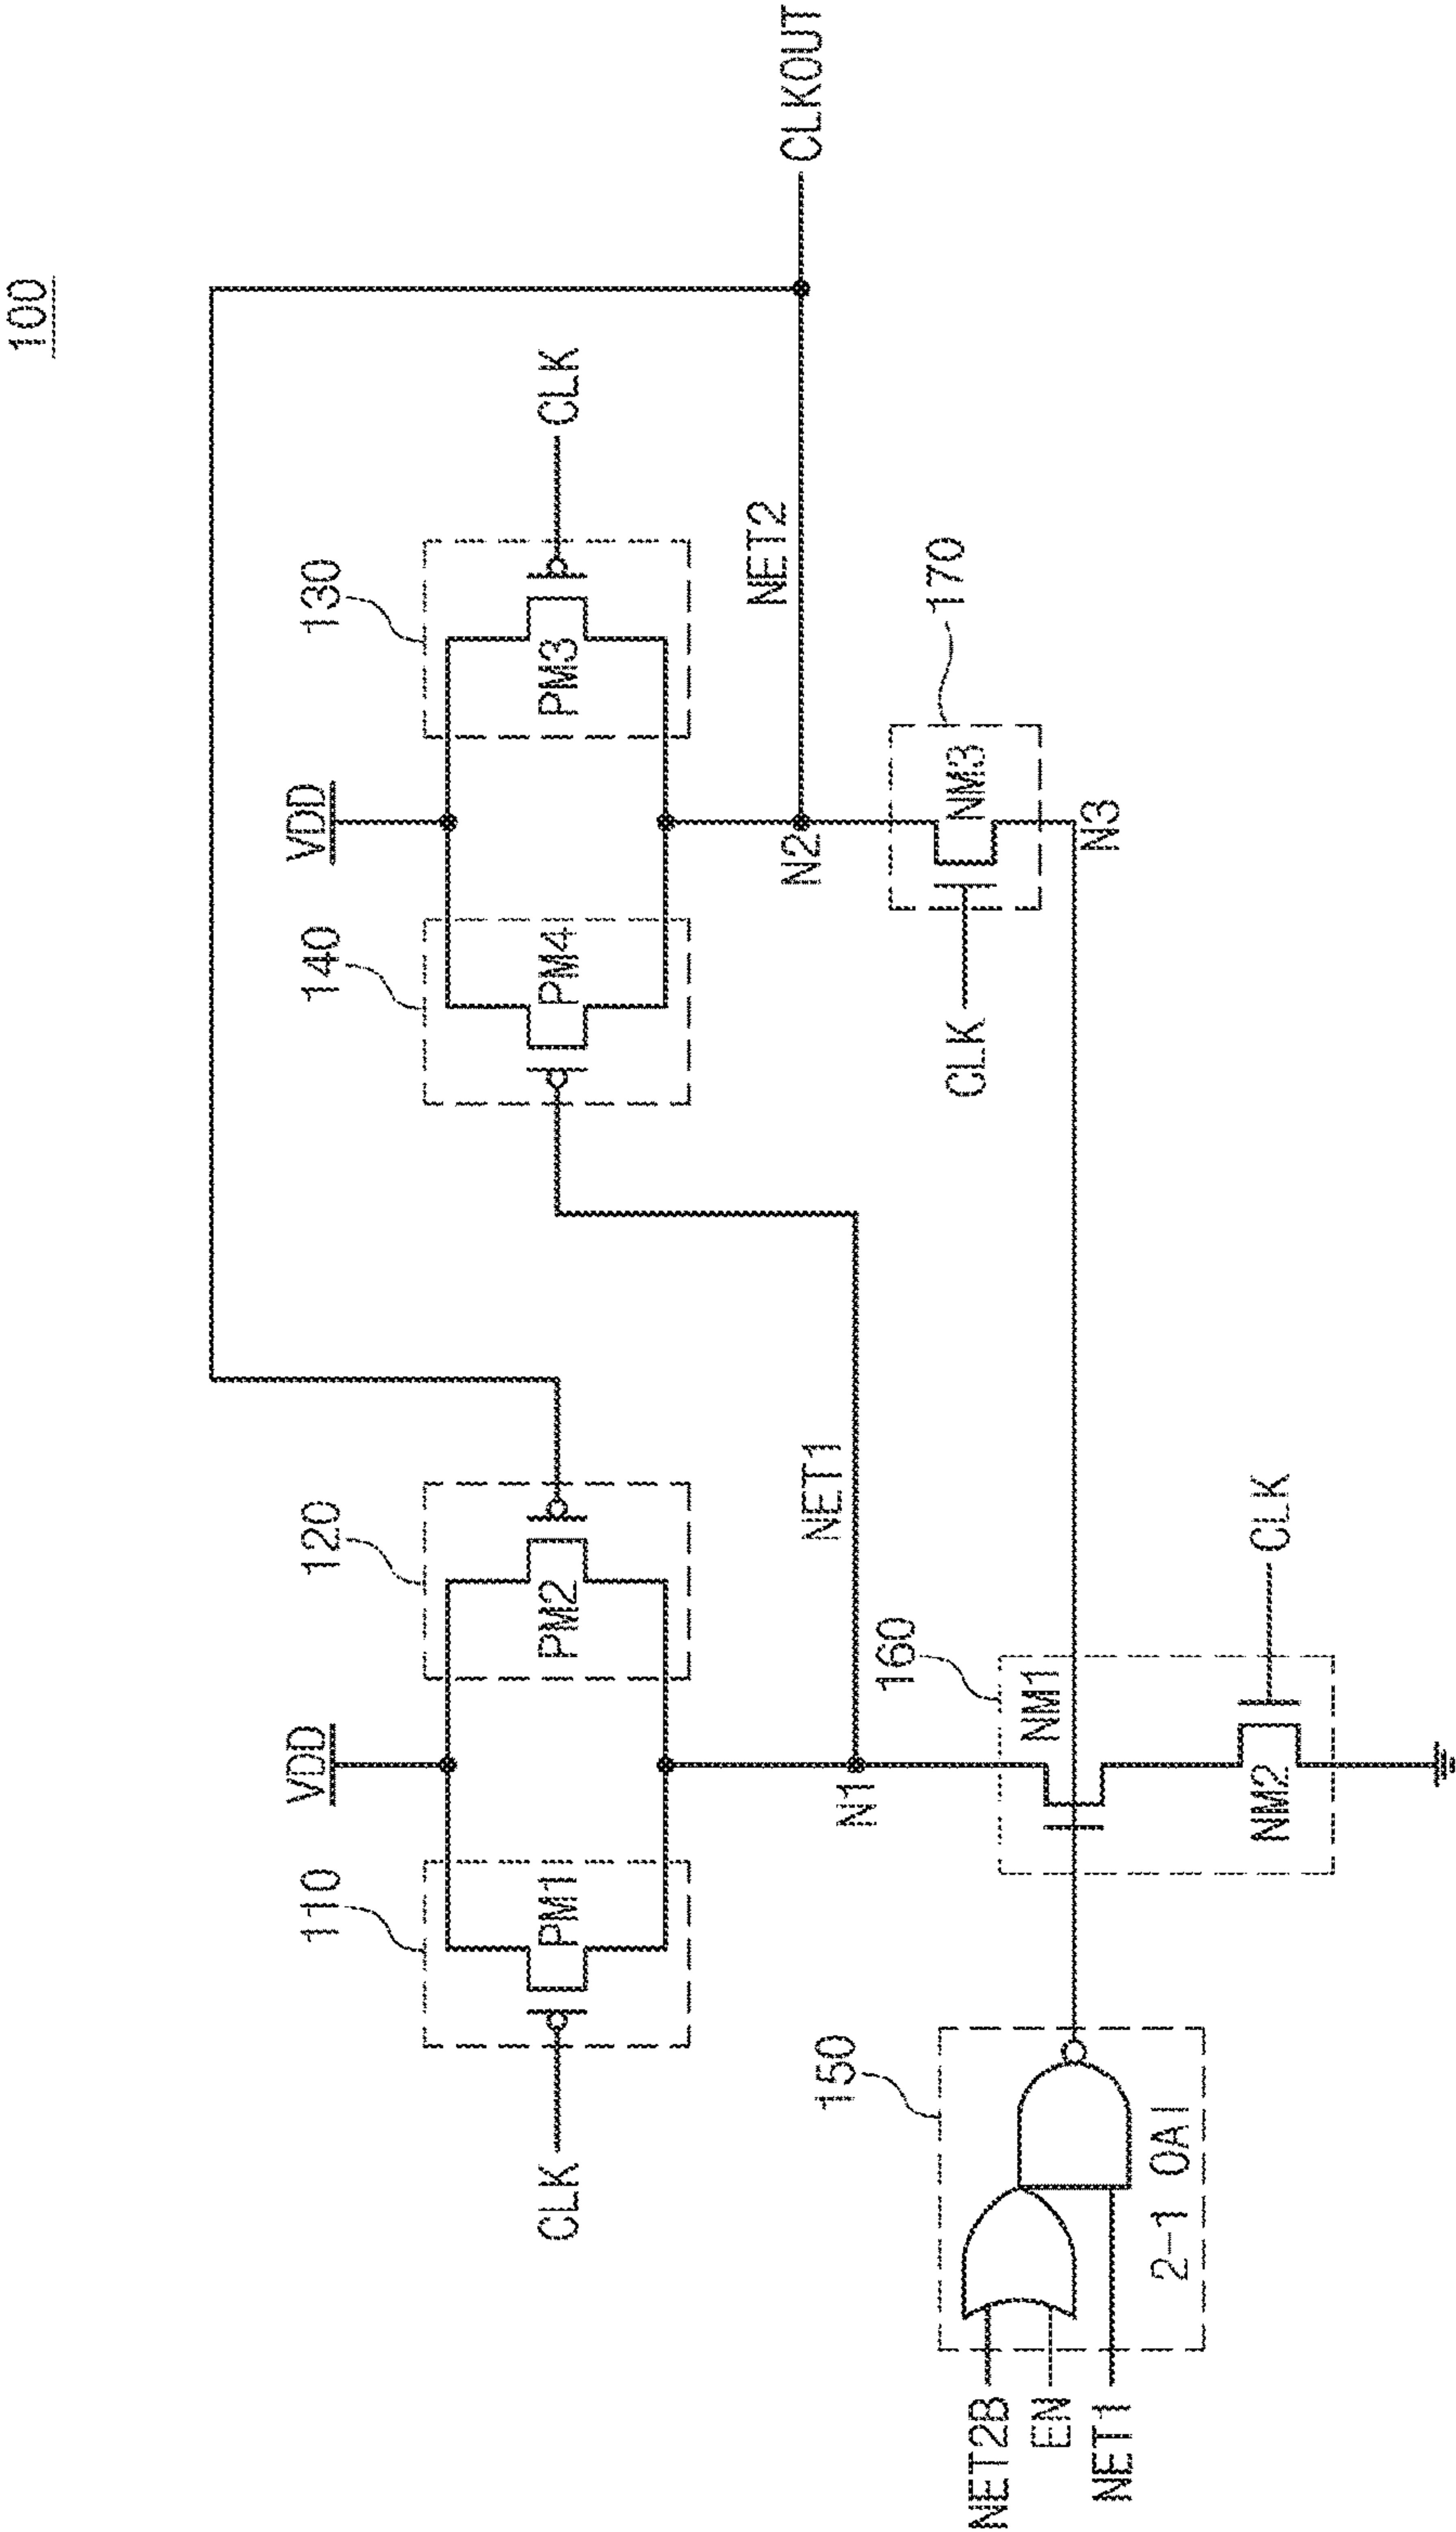 100
VDD
VDD
110
120
140
130
CLK
PM1
PM2
PM4
PM3
CLK
NET1
NET2
CLKOUT
N1
N2
150
160
170
NM1
CLK
NM3
N3
NET2B
EN
NET1
2-1 OAI
NM2
CLK